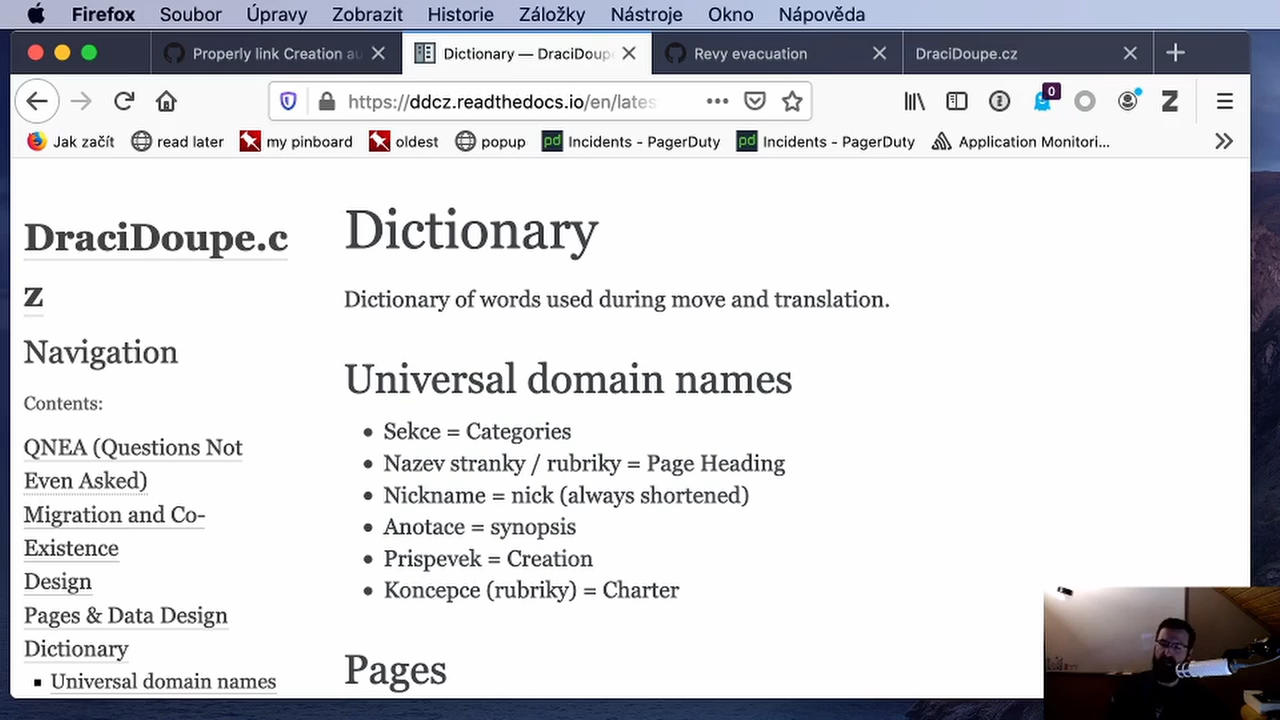 Firefox Soubor Úpravy Zobrazit Historie Záložky Nástroje Okno Nápověda
Properly link Creation au Dictionary — DraciDoupe Revy evacuation DraciDoupe.cz
https://ddcz.readthedocs.io/en/lates 0 Z
Jak začít read later my pinboard oldest popup pd Incidents - PagerDuty pd Incidents - PagerDuty Application Monitori...
DraciDoupe.c
z
Navigation
Contents:
QNEA (Questions Not
Even Asked)
Migration and Co-
Existence
Design
Pages & Data Design
Dictionary
Universal domain names
Dictionary
Dictionary of words used during move and translation.
Universal domain names
• Sekce = Categories
• Nazev stranky / rubriky = Page Heading
• Nickname = nick (always shortened)
• Anotace = synopsis
• Prispevek = Creation
• Koncepce (rubriky) = Charter
Pages